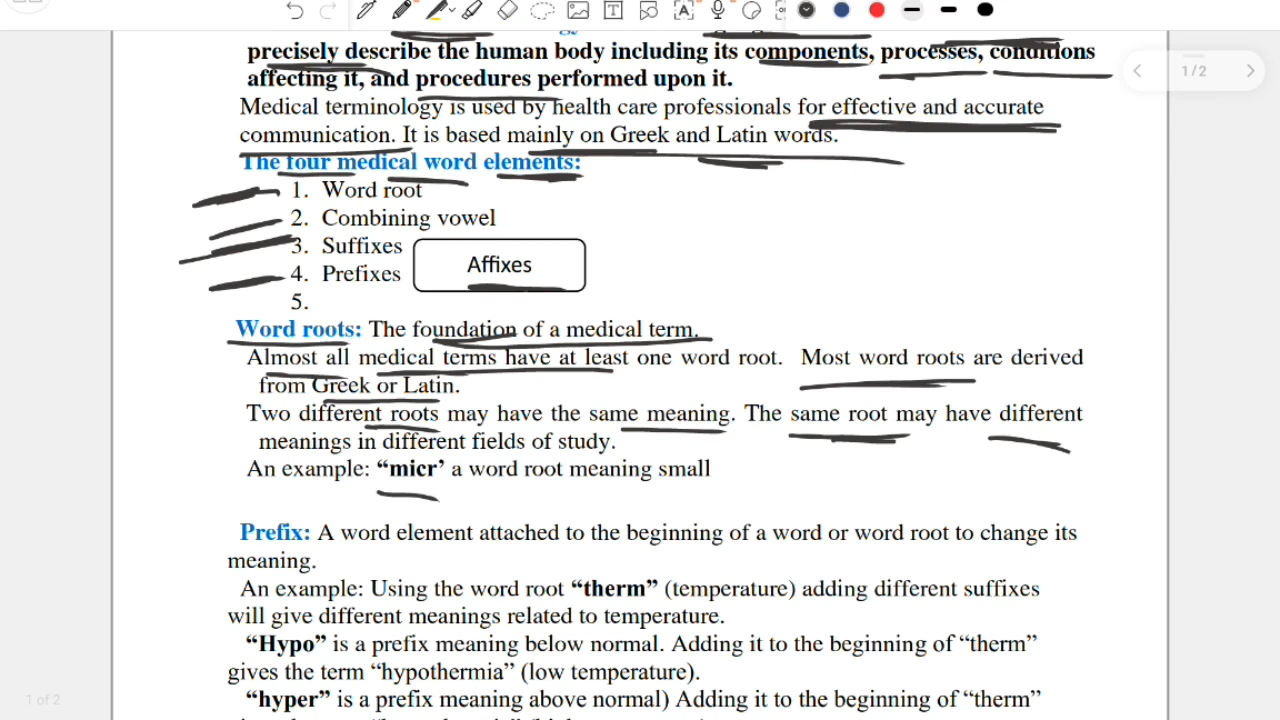 precisely describe the human body including its components, processes, conditions
affecting it, and procedures performed upon it.
Medical terminology is used by health care professionals for effective and accurate
communication. It is based mainly on Greek and Latin words.
The four medical word elements:
1. Word root
2. Combining vowel
3. Suffixes
Affixes
4. Prefixes
5.
Word roots: The foundation of a medical term.
Almost all medical terms have at least one word root. Most word roots are derived
from Greek or Latin.
Two different roots may have the same meaning. The same root may have different
meanings in different fields of study.
An example: “micr’ a word root meaning small
Prefix: A word element attached to the beginning of a word or word root to change its
meaning.
An example: Using the word root “therm” (temperature) adding different suffixes
will give different meanings related to temperature.
“Hypo” is a prefix meaning below normal. Adding it to the beginning of “therm”
gives the term “hypothermia” (low temperature).
“hyper” is a prefix meaning above normal) Adding it to the beginning of “therm”
1/2
1 of 2